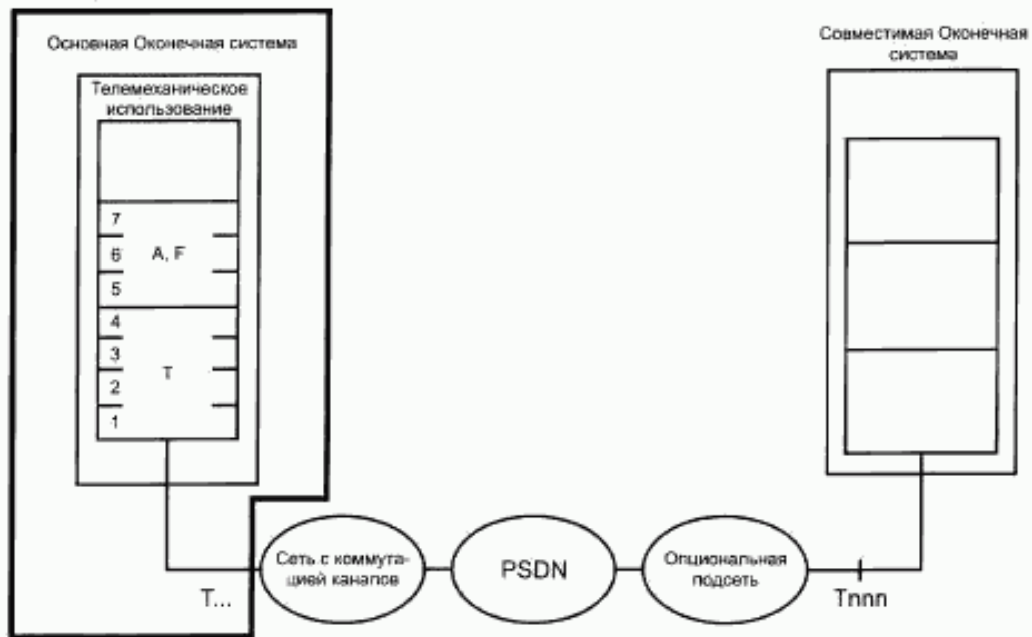 Основная Оконечная система
Совместимая Оконечная
система
Телемеханическое
использование
7
6
A, F
5
4
3
T
2
1
Сеть с коммута-
цией каналов
PSDN
Опциональная
подсеть
T...
Tnnn